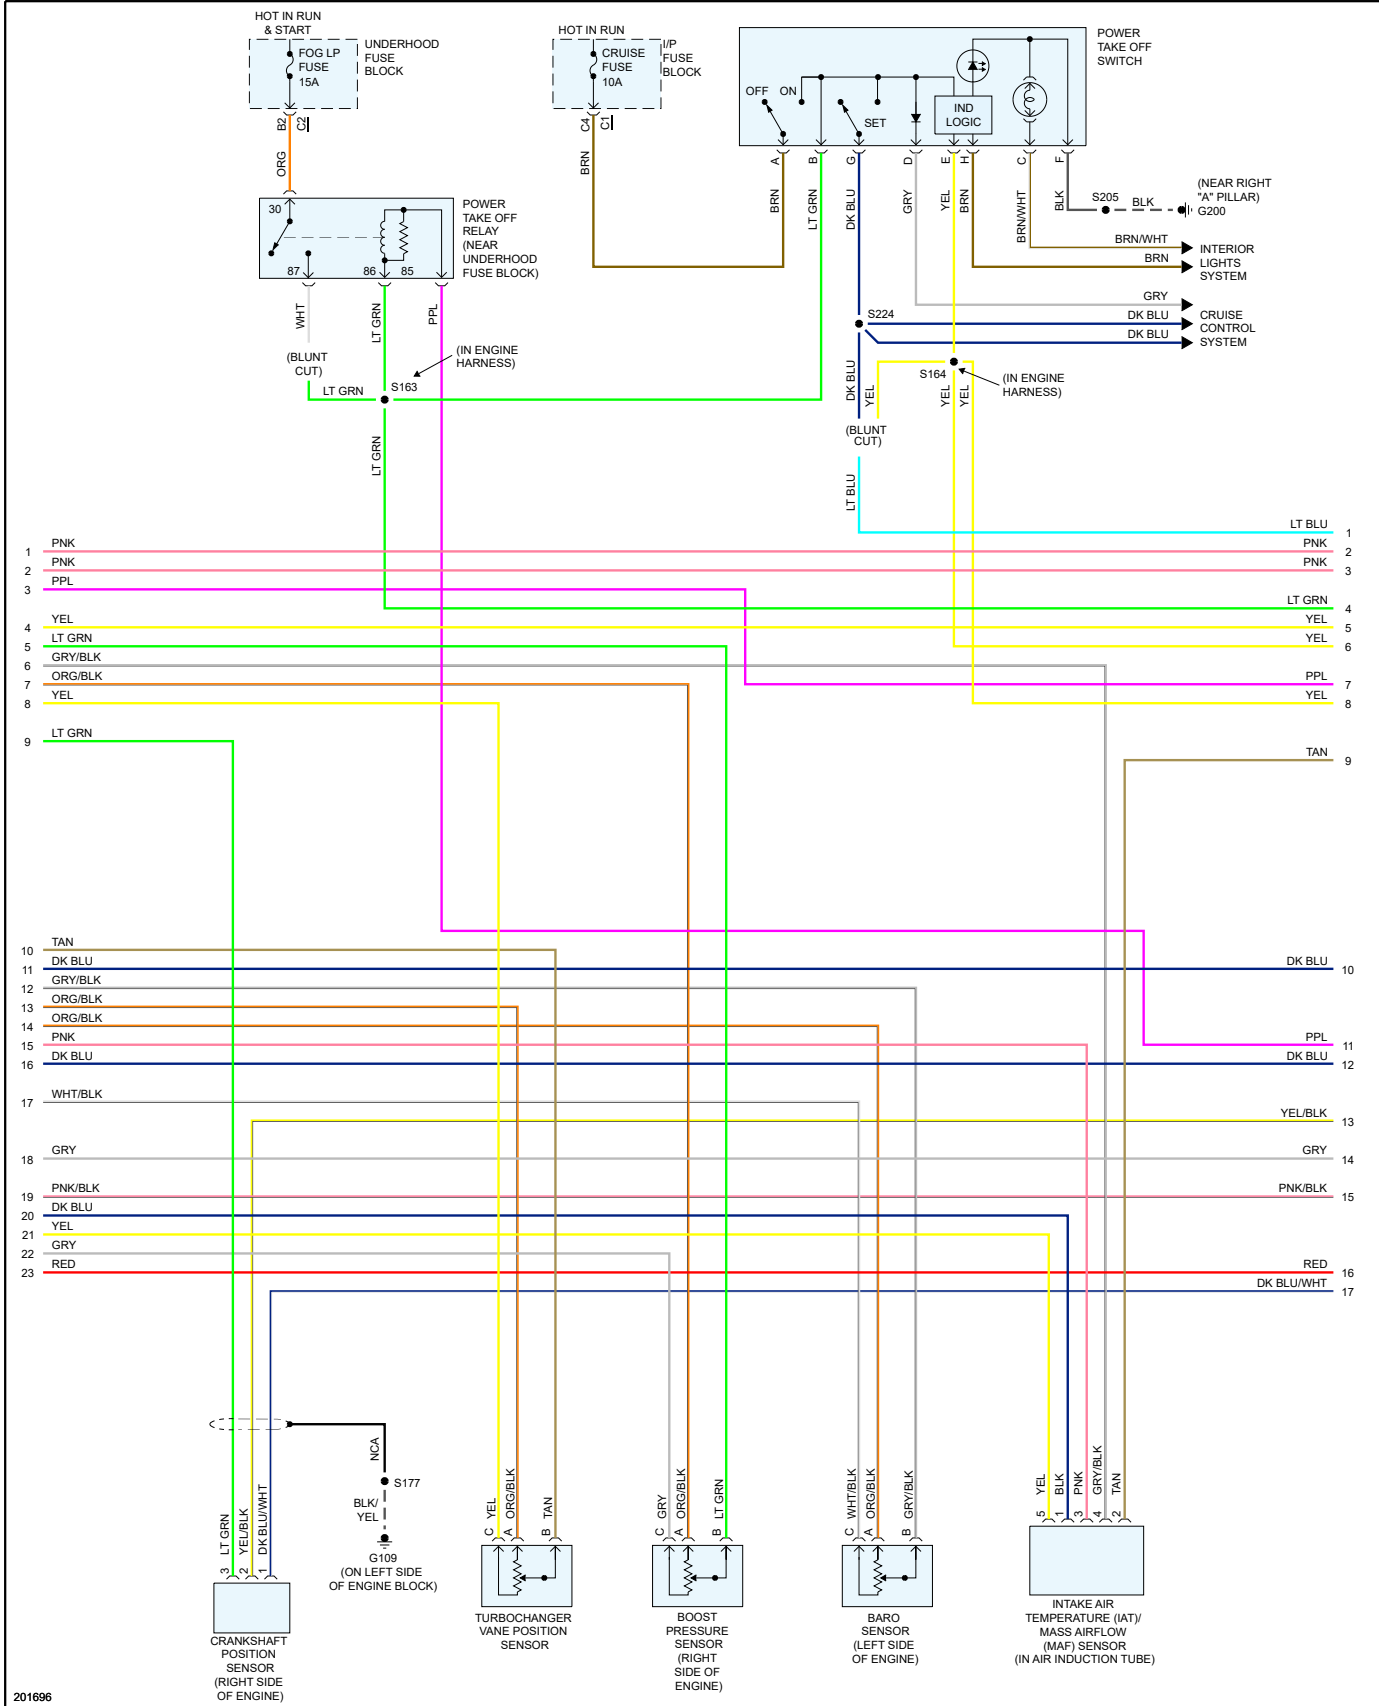 HOT IN RUN
& START
FOG LP
FUSE
15A
UNDERHOOD
FUSE
BLOCK
B2
C2
ORG
HOT IN RUN
CRUISE
FUSE
10A
I/P
FUSE
BLOCK
C4
C1
BRN
OFF
ON
SET
IND
LOGIC
POWER
TAKE OFF
SWITCH
A
B
G
D
E
H
C
F
BRN
LT GRN
DK BLU
GRY
YEL
BRN
BRN/WHT
BLK
S205
BLK
(NEAR RIGHT
"A" PILLAR)
G200
BRN/WHT
BRN
INTERIOR
LIGHTS
SYSTEM
GRY
DK BLU
DK BLU
CRUISE
CONTROL
SYSTEM
30
87
86
85
POWER
TAKE OFF
RELAY
(NEAR
UNDERHOOD
FUSE BLOCK)
WHT
LT GRN
PPL
(BLUNT
CUT)
LT GRN
S163
(IN ENGINE
HARNESS)
LT GRN
S224
DK BLU
YEL
S164
YEL
YEL
(IN ENGINE
HARNESS)
(BLUNT
CUT)
LT BLU
LT BLU 1
1 PNK
PNK 2
2 PNK
PNK 3
3 PPL
LT GRN 4
4 YEL
YEL 5
5 LT GRN
YEL 6
6 GRY/BLK
7 ORG/BLK
PPL 7
8 YEL
YEL 8
9 LT GRN
TAN 9
10 TAN
11 DK BLU
DK BLU 10
12 GRY/BLK
13 ORG/BLK
14 ORG/BLK
15 PNK
PPL 11
16 DK BLU
DK BLU 12
17 WHT/BLK
YEL/BLK 13
18 GRY
GRY 14
19 PNK/BLK
PNK/BLK 15
20 DK BLU
21 YEL
22 GRY
23 RED
RED 16
DK BLU/WHT 17
NCA
S177
BLK/
YEL
G109
(ON LEFT SIDE
OF ENGINE BLOCK)
3 LT GRN
2 YEL/BLK
1 DK BLU/WHT
CRANKSHAFT
POSITION
SENSOR
(RIGHT SIDE
OF ENGINE)
C YEL
A ORG/BLK
B TAN
TURBOCHANGER
VANE POSITION
SENSOR
C GRY
A ORG/BLK
B LT GRN
BOOST
PRESSURE
SENSOR
(RIGHT
SIDE OF
ENGINE)
C WHT/BLK
A ORG/BLK
B GRY/BLK
BARO
SENSOR
(LEFT SIDE
OF ENGINE)
5 YEL
1 BLK
3 PNK
4 GRY/BLK
2 TAN
INTAKE AIR
TEMPERATURE (IAT)/
MASS AIRFLOW
(MAF) SENSOR
(IN AIR INDUCTION TUBE)
201696